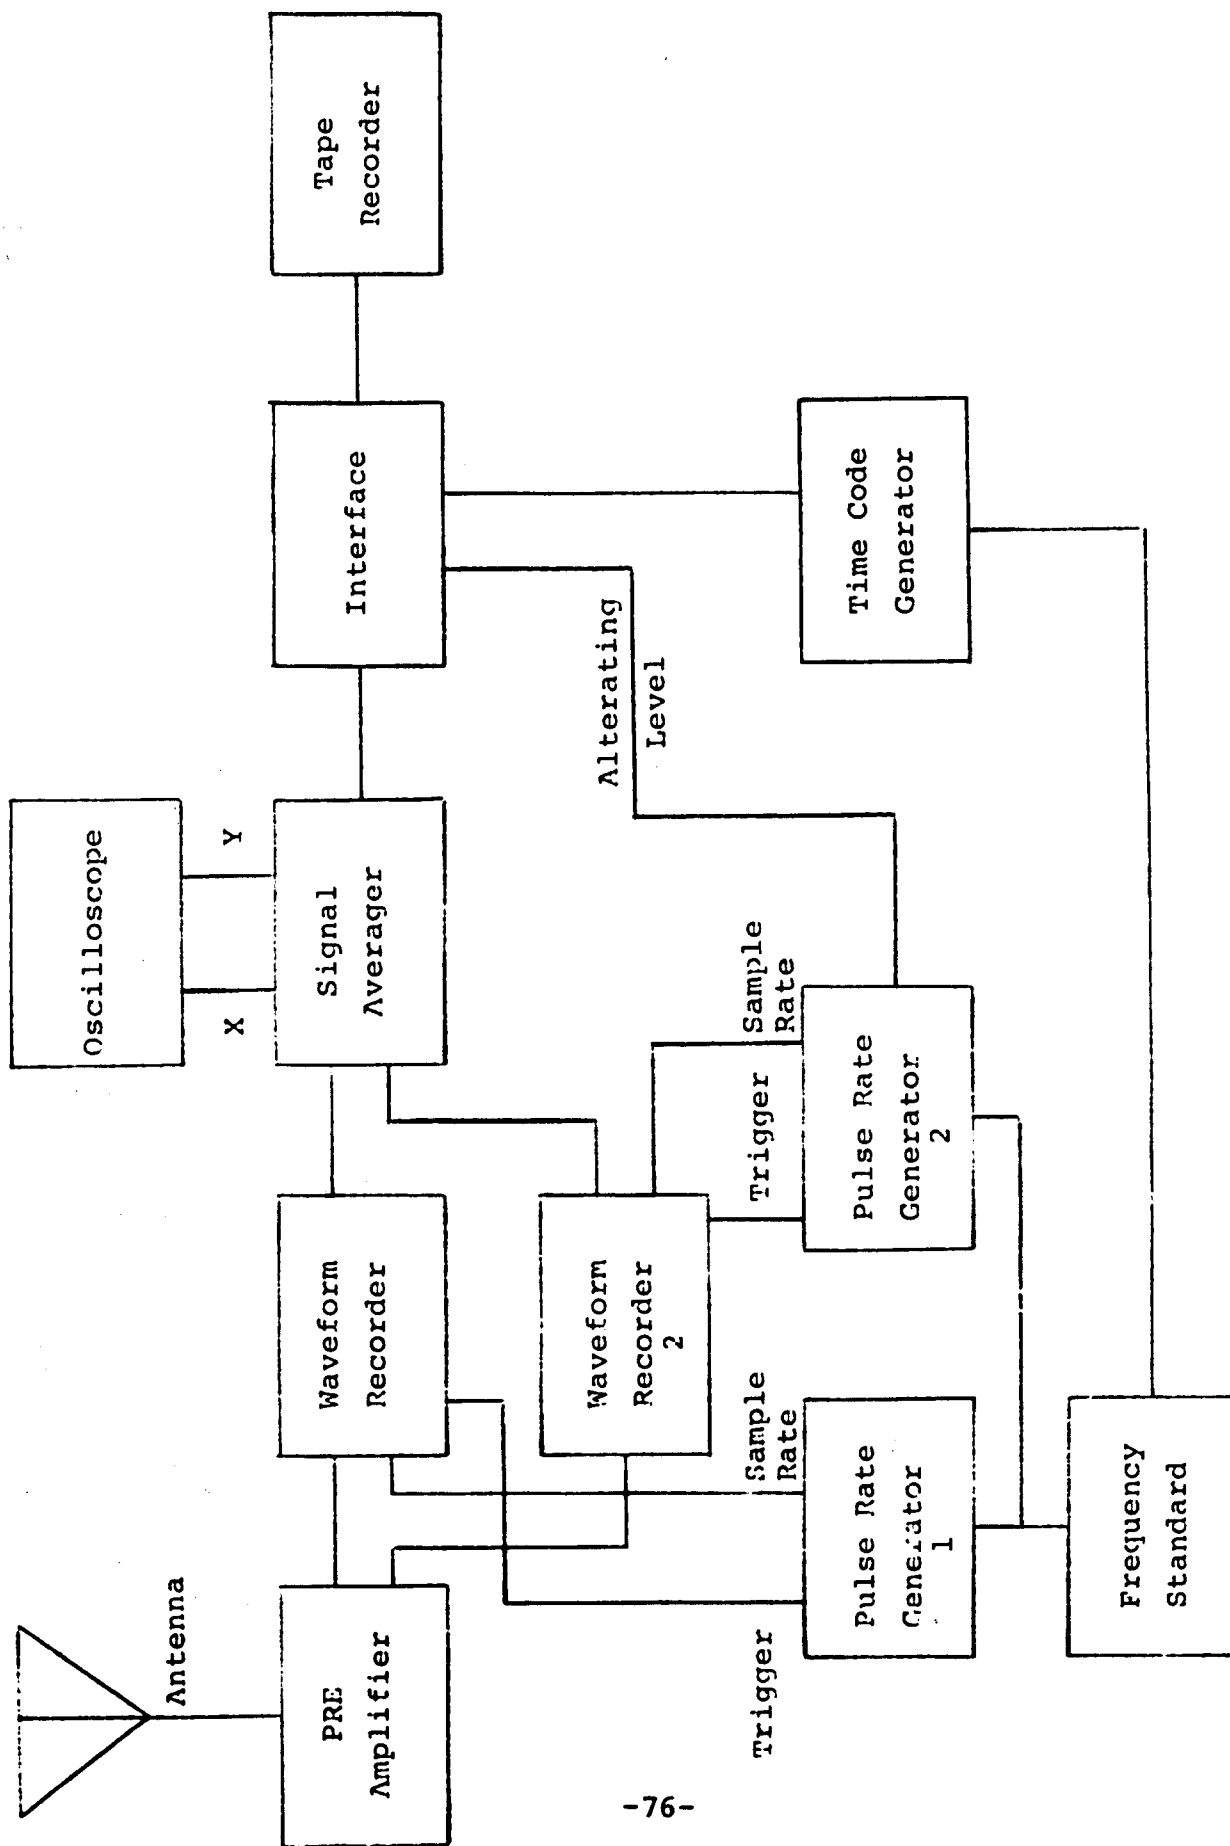 Antenna
PRE
Amplifier
Waveform
Recorder
Waveform
Recorder
2
Oscilloscope
X
Y
Signal
Averager
Interface
Tape
Recorder
Alterating
Level
Trigger
Sample
Rate
Trigger
Sample
Rate
Pulse Rate
Generator
1
Pulse Rate
Generator
2
Time Code
Generator
Frequency
Standard
-76-